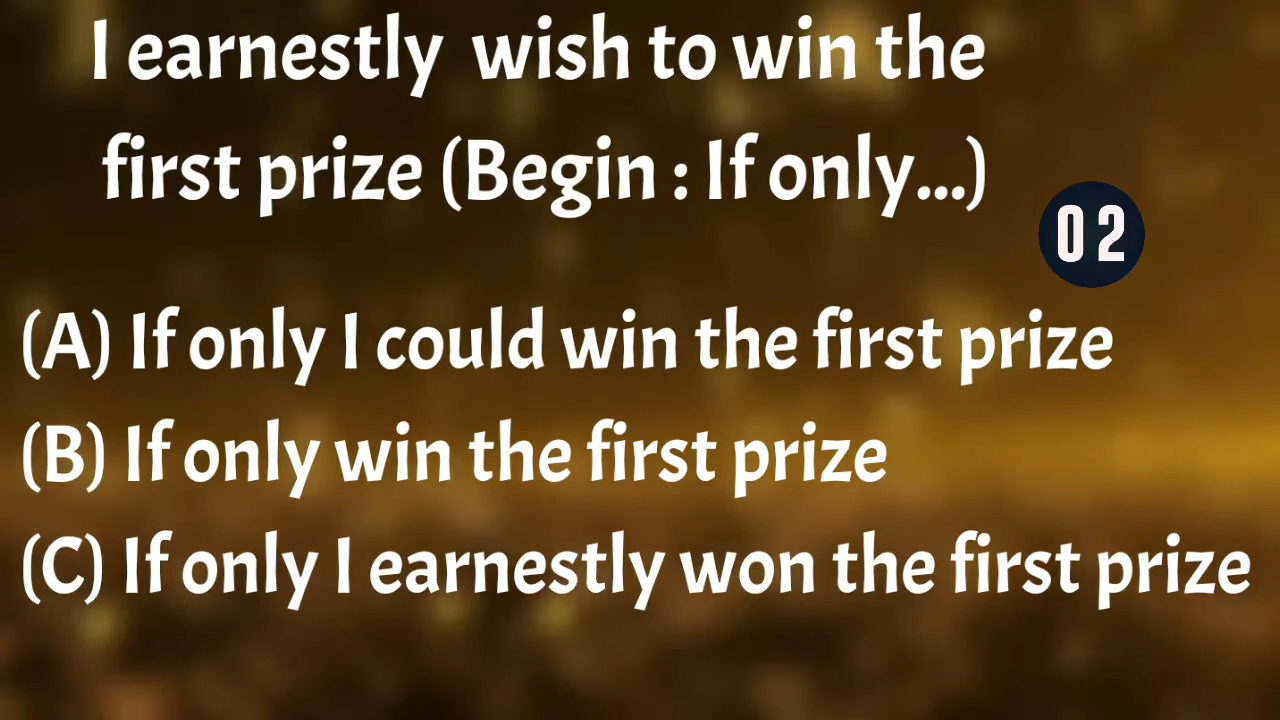 I earnestly wish to win the
first prize (Begin : If only...)
02
(A) If only I could win the first prize
(B) If only win the first prize
(C) If only I earnestly won the first prize